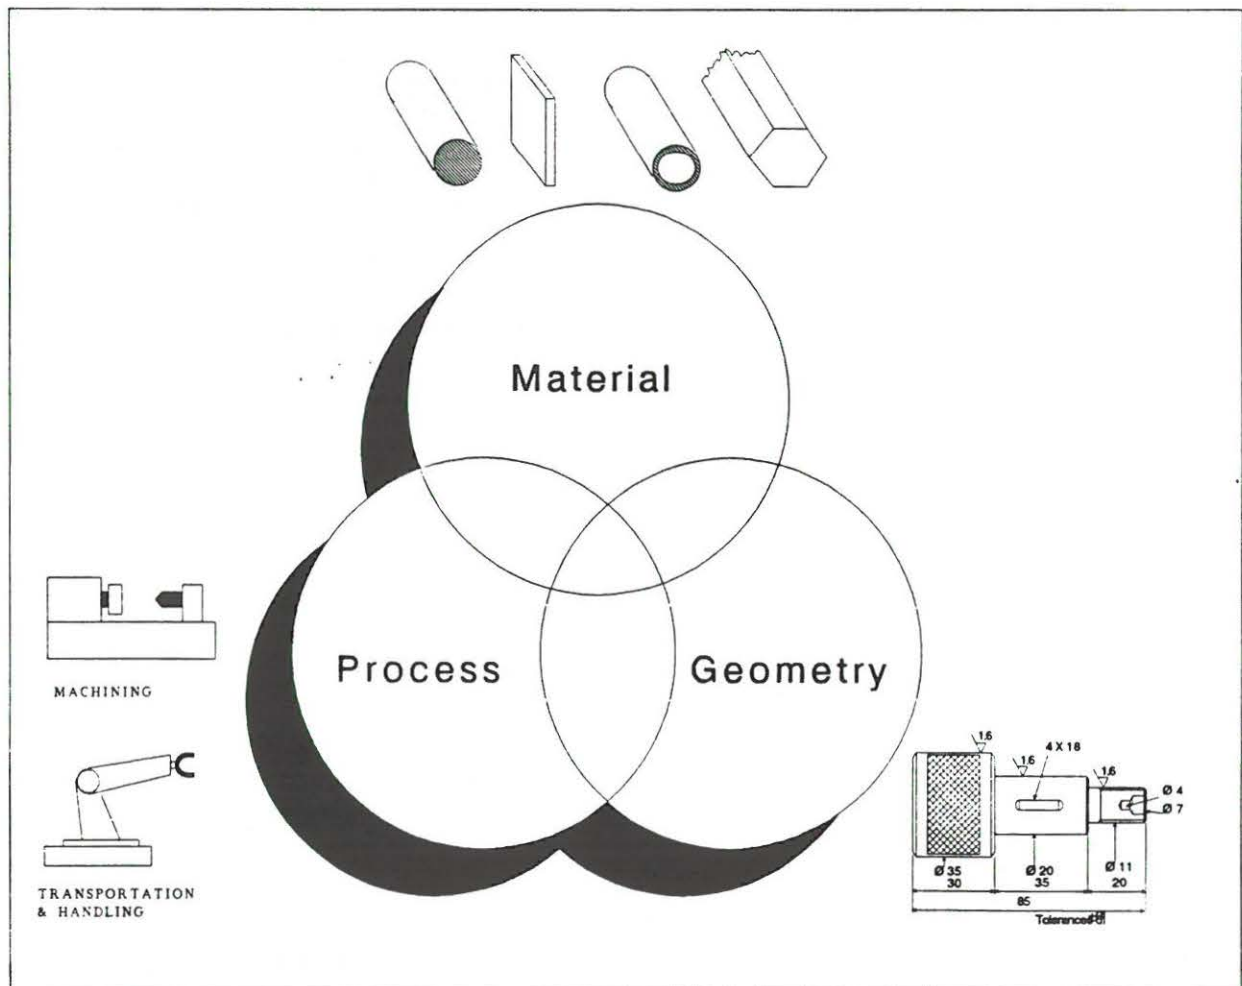 Material
Process
Geometry
MACHINING
TRANSPORTATION
& HANDLING
1.6
1.6
4 X 18
1.6
Ø 4
Ø 7
Ø 35
30
Ø 20
35
Ø 11
20
85
Tolerances